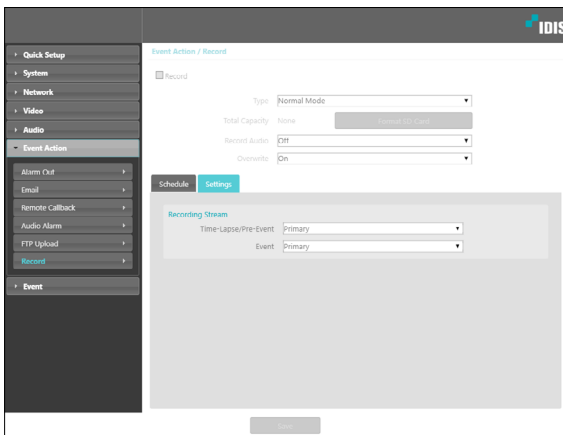 IDIS
Quick Setup
System
Network
Video
Audio
Event Action
Alarm Out
Email
Remote Callback
Audio Alarm
FTP Upload
Record
Event
Event Action / Record
Record
Type Normal Mode
Total Capacity None Format SD Card
Record Audio Off
Overwrite On
Schedule Settings
Recording Stream
Time-Lapse/Pre-Event Primary
Event Primary
Save